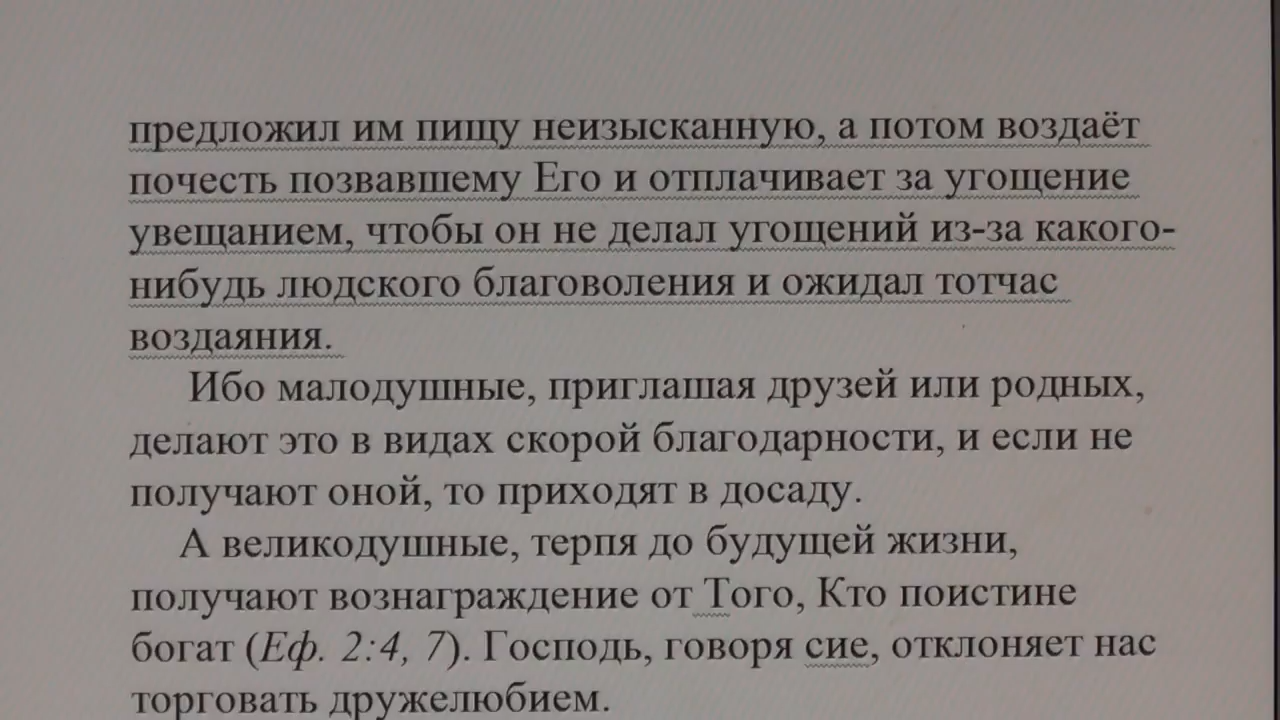 предложил им пищу неизысканную, а потом воздаёт
почесть позвавшему Его и отплачивает за угощение
увещанием, чтобы он не делал угощений из-за какого-
нибудь людского благоволения и ожидал тотчас
воздаяния.
Ибо малодушные, приглашая друзей или родных,
делают это в видах скорой благодарности, и если не
получают оной, то приходят в досаду.
А великодушные, терпя до будущей жизни,
получают вознаграждение от Того, Кто поистине
богат (Еф. 2:4, 7). Господь, говоря сие, отклоняет нас
торговать дружелюбием.